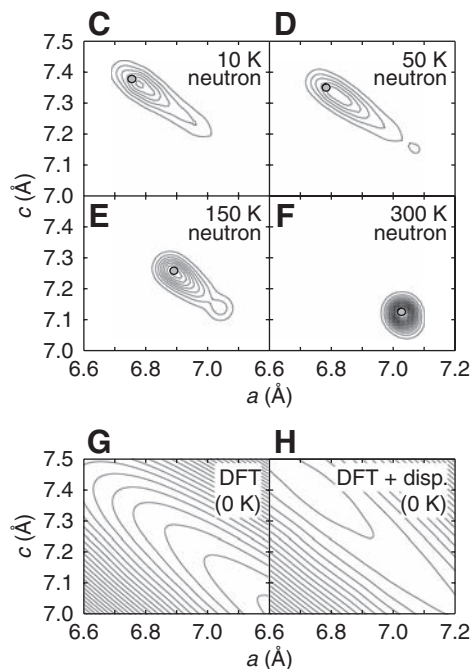 C
D
7.5
10 K
neutron
50 K
neutron
7.4
7.3
7.2
7.1
7.0
c (Å)
E
F
150 K
neutron
300 K
neutron
7.4
7.3
7.2
7.1
7.0
6.6 6.8 7.0 6.6 6.8 7.0 7.2
a (Å)
a (Å)
G
H
7.5
DFT
(0 K)
DFT + disp.
(0 K)
7.4
7.3
7.2
7.1
7.0
c (Å)
6.6 6.8 7.0 6.6 6.8 7.0 7.2
a (Å)
a (Å)